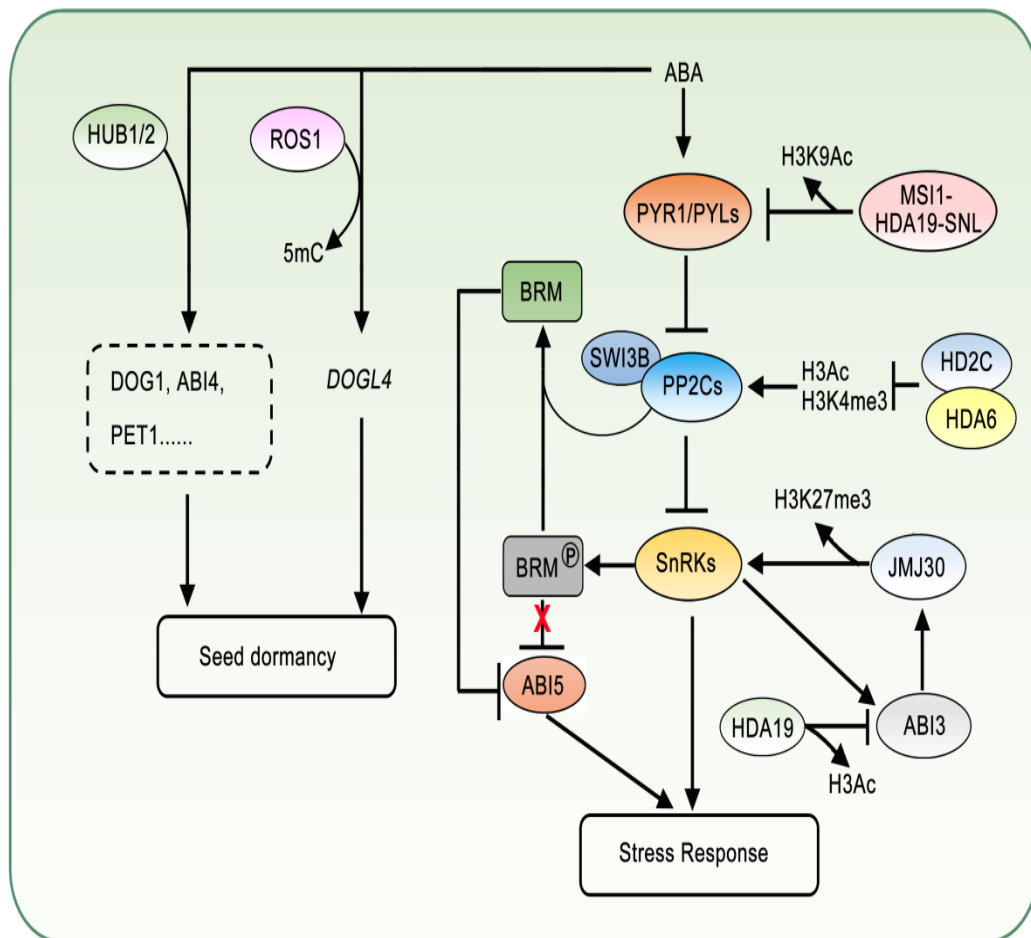 ABA
HUB1/2
ROS1
H3K9Ac
PYR1/PYLs
MSI1-
HDA19-SNL
5mC
BRM
SWI3B
PP2Cs
H3Ac
H3K4me3
HD2C
HDA6
DOG1, ABI4,
PET1......
DOGL4
H3K27me3
BRM P
SnRKs
JMJ30
X
Seed dormancy
ABI5
HDA19
ABI3
H3Ac
Stress Response